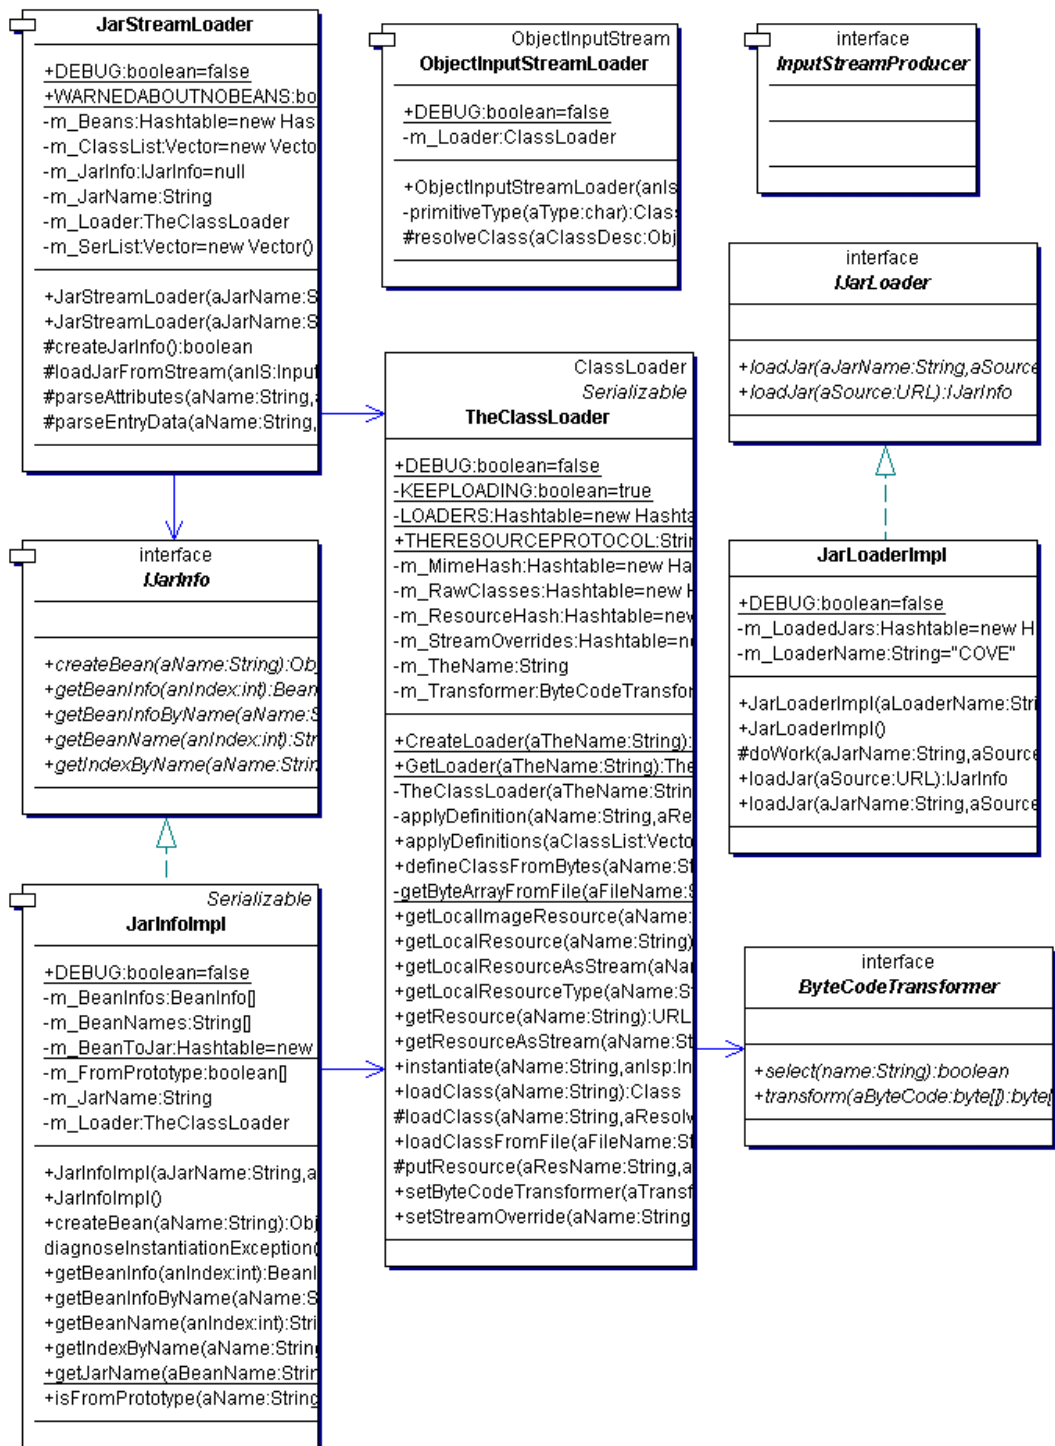 JarStreamLoader
+DEBUG:boolean=false
+WARNEDABOUTNOBEANS:bo
-m_Beans:Hashtable=new Has
-m_ClassList:Vector=new Vecto
-m_JarInfo:IJarInfo=null
-m_JarName:String
-m_Loader:TheClassLoader
-m_SerList:Vector=new Vector()
+JarStreamLoader(aJarName:S
+JarStreamLoader(aJarName:S
#createJarInfo():boolean
#loadJarFromStream(anIS:Input
#parseAttributes(aName:String,a
#parseEntryData(aName:String,
ObjectInputStream
ObjectInputStreamLoader
+DEBUG:boolean=false
-m_Loader:ClassLoader
+ObjectInputStreamLoader(anIs
-primitiveType(aType:char):Class
#resolveClass(aClassDesc:Obj
interface
InputStreamProducer
interface
IJarLoader
+loadJar(aJarName:String,aSource
+loadJar(aSource:URL):IJarInfo
ClassLoader
Serializable
TheClassLoader
+DEBUG:boolean=false
-KEEPLOADING:boolean=true
-LOADERS:Hashtable=new Hashta
+THERESOURCEPROTOCOL:Strin
-m_MimeHash:Hashtable=new Ha
-m_RawClasses:Hashtable=new H
-m_ResourceHash:Hashtable=new
-m_StreamOverrides:Hashtable=ne
-m_TheName:String
-m_Transformer:ByteCodeTransfor
+CreateLoader(aTheName:String):
+GetLoader(aTheName:String):The
-TheClassLoader(aTheName:Strin
-applyDefinition(aName:String,aRe
+applyDefinitions(aClassList:Vecto
+defineClassFromBytes(aName:St
-getByteArrayFromFile(aFileName:S
+getLocalImageResource(aName:
+getLocalResource(aName:String)
+getLocalResourceAsStream(aNar
+getLocalResourceType(aName:St
+getResource(aName:String):URL
+getResourceAsStream(aName:St
+instantiate(aName:String,anIsp:In
+loadClass(aName:String):Class
#loadClass(aName:String,aResolv
+loadClassFromFile(aFileName:St
#putResource(aResName:String,a
+setByteCodeTransformer(aTransf
+setStreamOverride(aName:String
interface
IJarInfo
+createBean(aName:String):Obj
+getBeanInfo(anIndex:int):Bean
+getBeanInfoByName(aName:S
+getBeanName(anIndex:int):Str
+getIndexByName(aName:Strin
JarLoaderImpl
+DEBUG:boolean=false
-m_LoadedJars:Hashtable=new H
-m_LoaderName:String="COVE"
+JarLoaderImpl(aLoaderName:Stri
+JarLoaderImpl()
#doWork(aJarName:String,aSource
+loadJar(aSource:URL):IJarInfo
+loadJar(aJarName:String,aSource
Serializable
JarInfoImpl
+DEBUG:boolean=false
-m_BeanInfos:BeanInfo[]
-m_BeanNames:String[]
-m_BeanToJar:Hashtable=new
-m_FromPrototype:boolean[]
-m_JarName:String
-m_Loader:TheClassLoader
+JarInfoImpl(aJarName:String,a
+JarInfoImpl()
+createBean(aName:String):Obj
diagnoseInstantiationException(
+getBeanInfo(anIndex:int):BeanI
+getBeanInfoByName(aName:S
+getBeanName(anIndex:int):Stri
+getIndexByName(aName:String
+getJarName(aBeanName:Strin
+isFromPrototype(aName:String
interface
ByteCodeTransformer
+select(name:String):boolean
+transform(aByteCode:byte[]):byte[